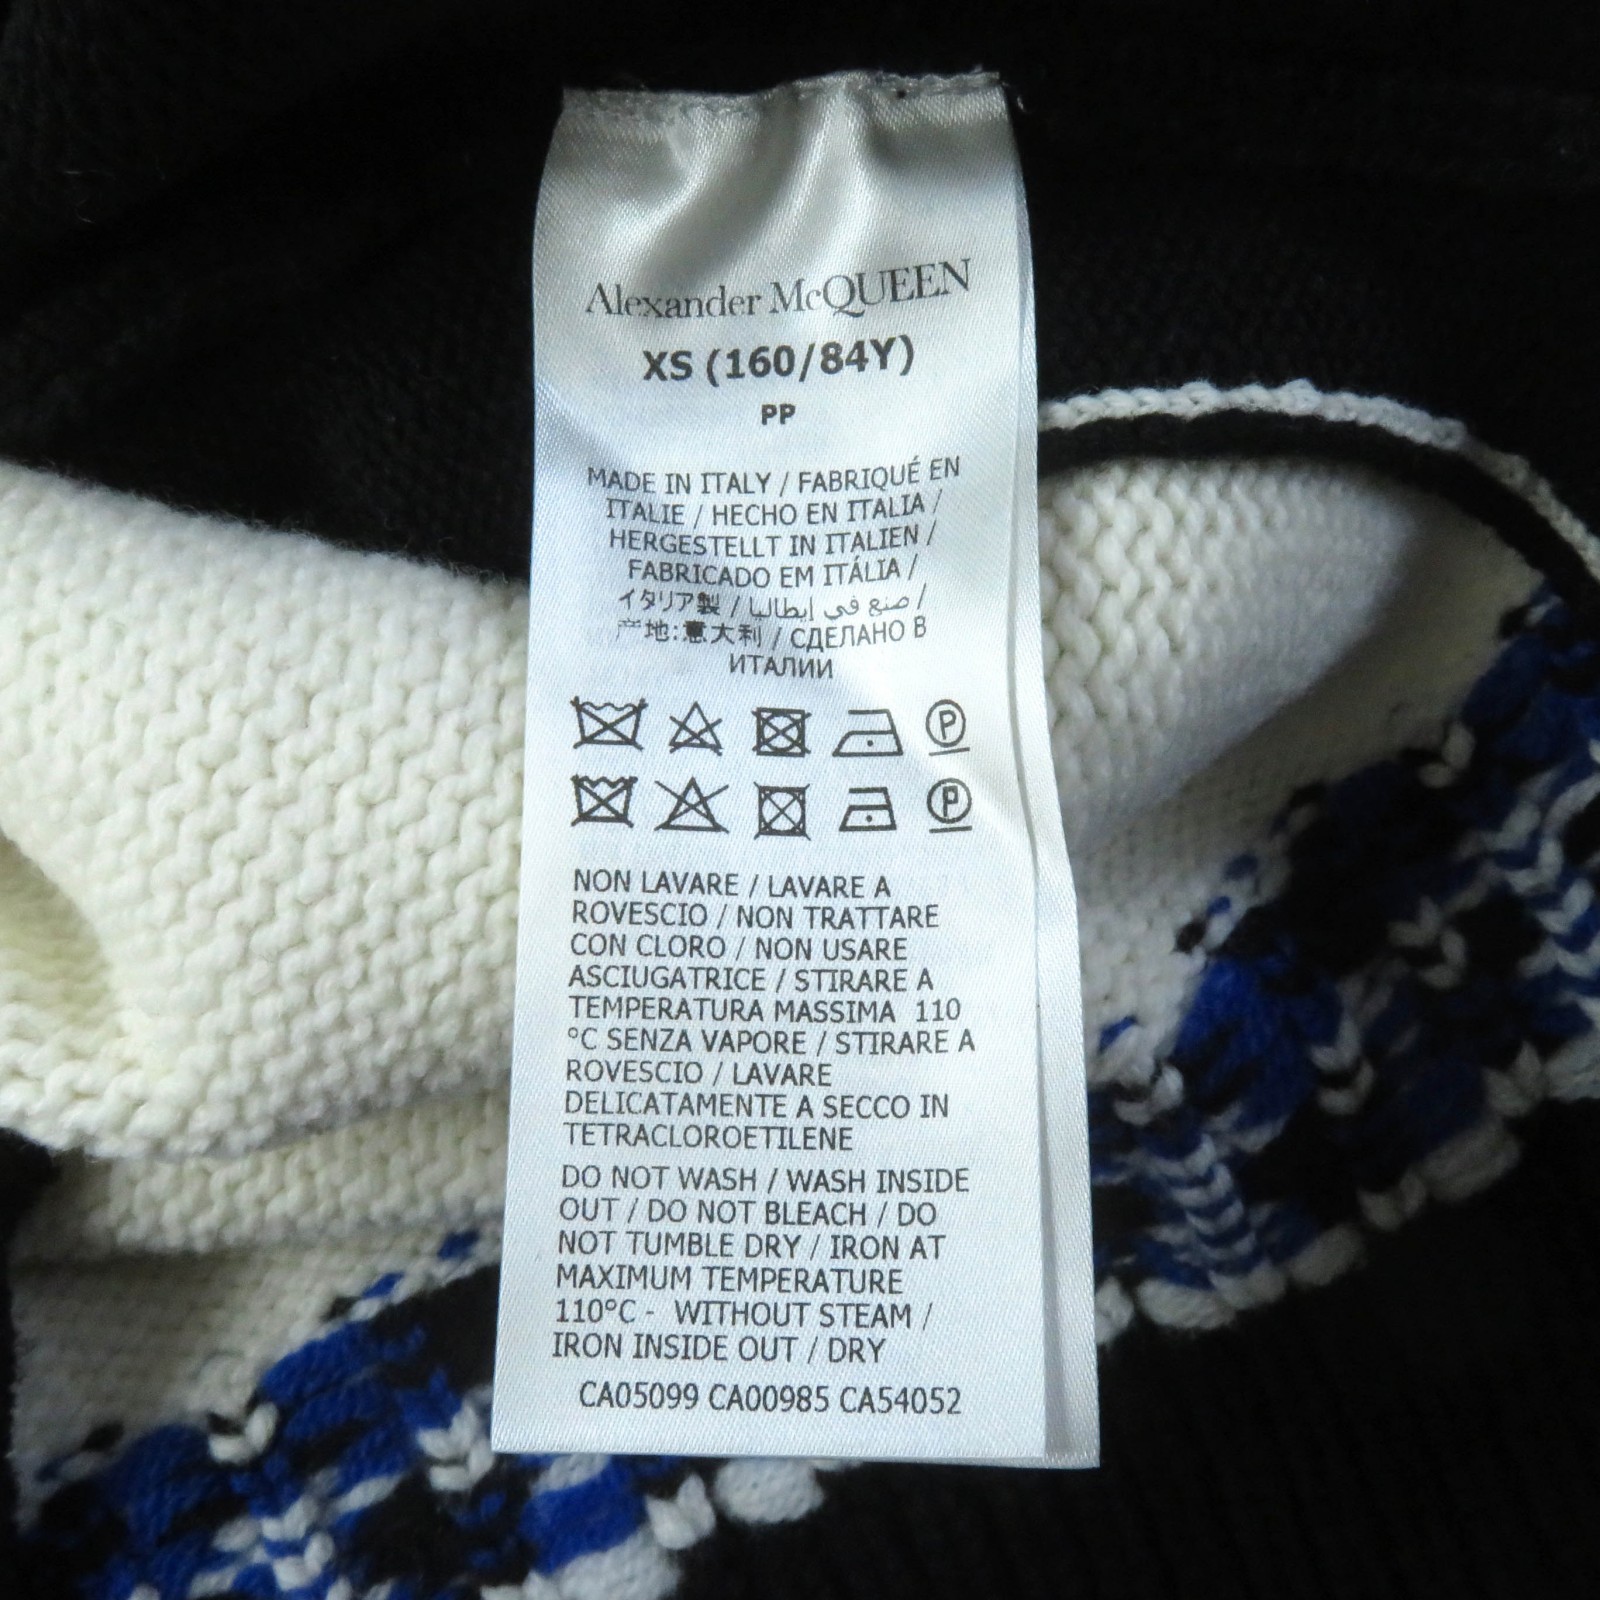 Alexander McQUEEN
XS (160/84Y)
PP
MADE IN ITALY / FABRIQUÉ EN
ITALIE / HECHO EN ITALIA /
HERGESTELLT IN ITALIEN /
FABRICADO EM ITÁLIA /
イタリア製 / صنع في إيطاليا /
产地:意大利 / СДЕЛАНО В
ИТАЛИИ
P
P
NON LAVARE / LAVARE A
ROVESCIO / NON TRATTARE
CON CLORO / NON USARE
ASCIUGATRICE / STIRARE A
TEMPERATURA MASSIMA 110
°C SENZA VAPORE / STIRARE A
ROVESCIO / LAVARE
DELICATAMENTE A SECCO IN
TETRACLOROETILENE
DO NOT WASH / WASH INSIDE
OUT / DO NOT BLEACH / DO
NOT TUMBLE DRY / IRON AT
MAXIMUM TEMPERATURE
110°C - WITHOUT STEAM /
IRON INSIDE OUT / DRY
CA05099 CA00985 CA54052